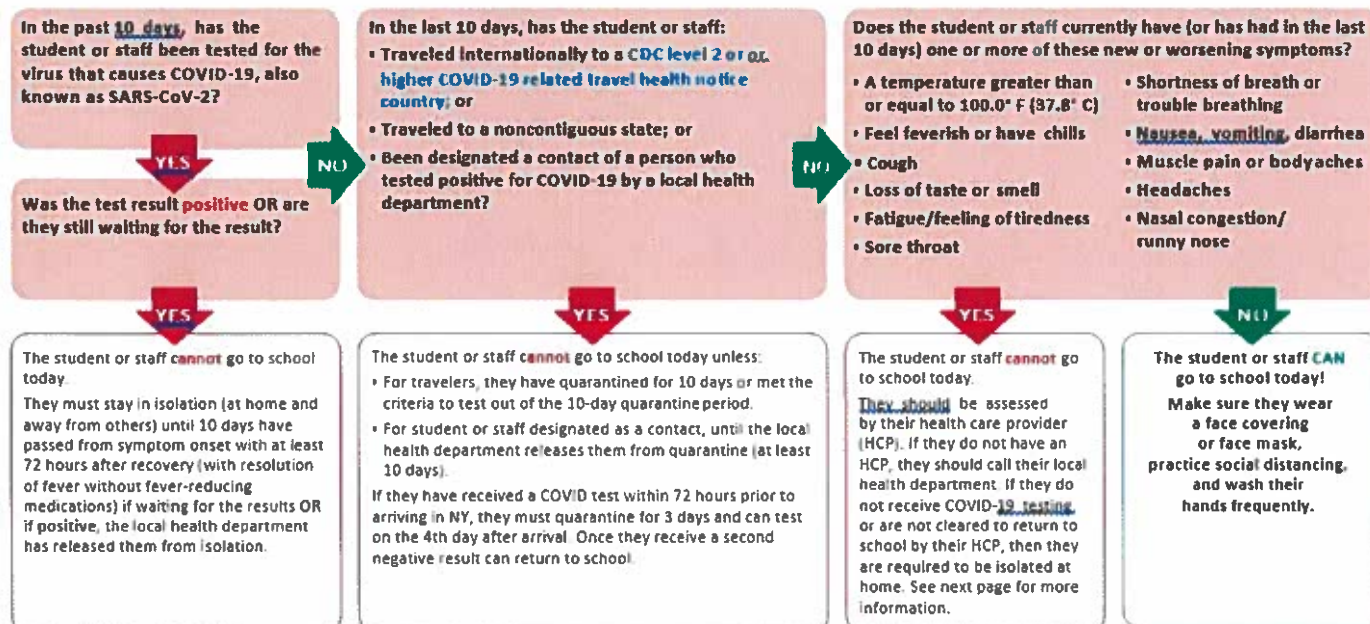 In the past 10 days, has the
student or staff been tested for the
virus that causes COVID-19, also
known as SARS-CoV-2?
YES
Was the test result positive OR are
they still waiting for the result?
YES
The student or staff cannot go to school
today.
They must stay in isolation (at home and
away from others) until 10 days have
passed from symptom onset with at least
72 hours after recovery (with resolution
of fever without fever-reducing
medications) if waiting for the results OR
if positive, the local health department
has released them from isolation.
NO
In the last 10 days, has the student or staff:
• Traveled internationally to a CDC level 2 or or
higher COVID-19 related travel health notice
country; or
• Traveled to a noncontiguous state; or
• Been designated a contact of a person who
tested positive for COVID-19 by a local health
department?
YES
The student or staff cannot go to school today unless:
• For travelers, they have quarantined for 10 days or met the
criteria to test out of the 10-day quarantine period.
• For student or staff designated as a contact, until the local
health department releases them from quarantine (at least
10 days).
If they have received a COVID test within 72 hours prior to
arriving in NY, they must quarantine for 3 days and can test
on the 4th day after arrival. Once they receive a second
negative result can return to school.
NO
Does the student or staff currently have (or has had in the last
10 days) one or more of these new or worsening symptoms?
• A temperature greater than
or equal to 100.0° F (37.8° C)
• Feel feverish or have chills
• Cough
• Loss of taste or smell
• Fatigue/feeling of tiredness
• Sore throat
• Shortness of breath or
trouble breathing
• Nausea, vomiting, diarrhea
• Muscle pain or body aches
• Headaches
• Nasal congestion/
runny nose
YES
The student or staff cannot go
to school today.
They should be assessed
by their health care provider
(HCP). If they do not have an
HCP, they should call their local
health department. If they do
not receive COVID-19 testing
or are not cleared to return to
school by their HCP, then they
are required to be isolated at
home. See next page for more
information.
NO
The student or staff CAN
go to school today!
Make sure they wear
a face covering
or face mask,
practice social distancing,
and wash their
hands frequently.